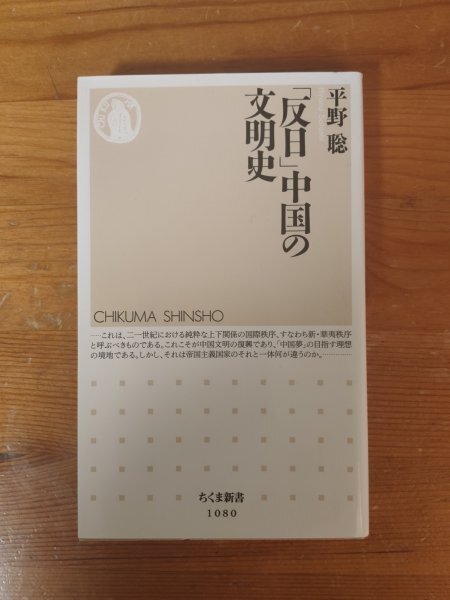 「反日」中国の
文明史
平野 聡
CHIKUMA SHINSHO
……これは、二一世紀における純粋な上下関係の国際秩序、すなわち新・華夷秩序
と呼ぶべきものである。これこそが中国文明の復興であり、「中国夢」の目指す理想
の境地である。しかし、それは帝国主義国家のそれと一体何が違うのか。…………
ちくま新書
1080